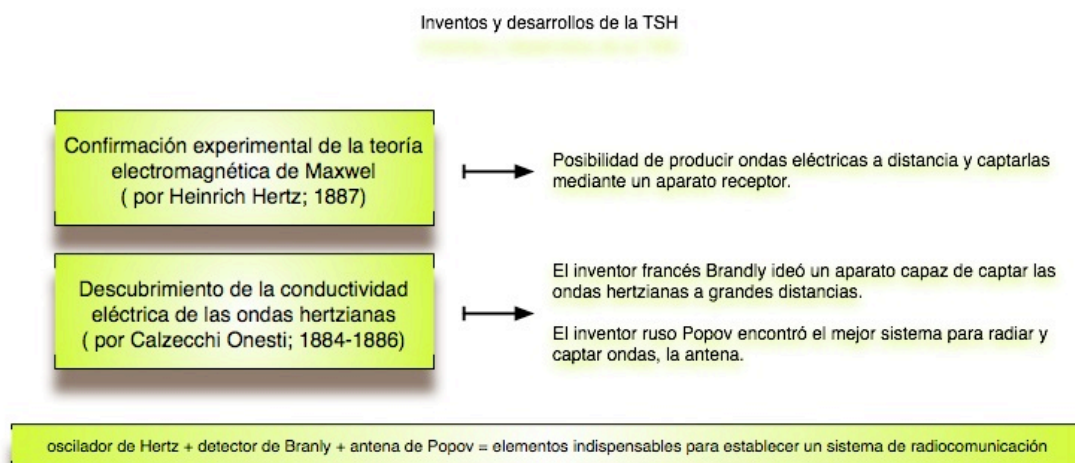 Inventos y desarrollos de la TSH
Confirmación experimental de la teoría
electromagnética de Maxwel
( por Heinrich Hertz; 1887)
Posibilidad de producir ondas eléctricas a distancia y captarlas
mediante un aparato receptor.
Descubrimiento de la conductividad
eléctrica de las ondas hertzianas
( por Calzecchi Onesti; 1884-1886)
El inventor francés Brandly ideó un aparato capaz de captar las
ondas hertzianas a grandes distancias.
El inventor ruso Popov encontró el mejor sistema para radiar y
captar ondas, la antena.
oscilador de Hertz + detector de Branly + antena de Popov = elementos indispensables para establecer un sistema de radiocomunicación